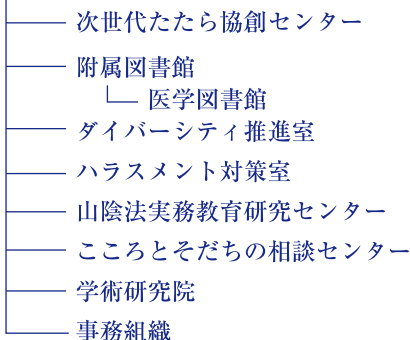 次世代たたら協創センター
附属図書館
医学図書館
ダイバーシティ推進室
ハラスメント対策室
山陰法実務教育研究センター
こころとそだちの相談センター
学術研究院
事務組織